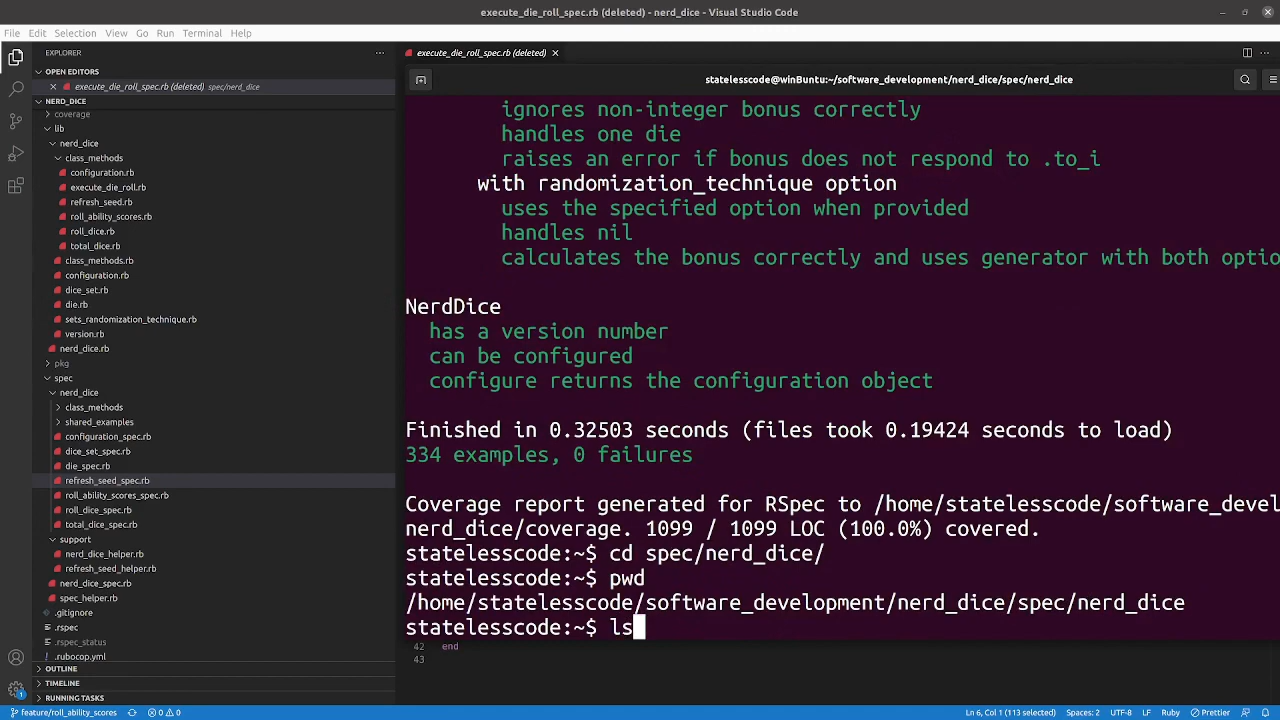 execute_die_roll_spec.rb (deleted) - nerd_dice - Visual Studio Code
File Edit Selection View Go Run Terminal Help
EXPLORER
OPEN EDITORS
execute_die_roll_spec.rb (deleted) spec/nerd_dice
NERD_DICE
coverage
lib
nerd_dice
class_methods
configuration.rb
execute_die_roll.rb
refresh_seed.rb
roll_ability_scores.rb
roll_dice.rb
total_dice.rb
class_methods.rb
configuration.rb
dice_set.rb
die.rb
sets_randomization_technique.rb
version.rb
nerd_dice.rb
pkg
spec
nerd_dice
class_methods
shared_examples
configuration_spec.rb
dice_set_spec.rb
die_spec.rb
refresh_seed_spec.rb
roll_ability_scores_spec.rb
roll_dice_spec.rb
total_dice_spec.rb
support
nerd_dice_helper.rb
refresh_seed_helper.rb
nerd_dice_spec.rb
spec_helper.rb
.gitignore
.rspec
.rspec_status
.rubocop.yml
OUTLINE
TIMELINE
RUNNING TASKS
execute_die_roll_spec.rb (deleted)
statelesscode@winBuntu:~/software_development/nerd_dice/spec/nerd_dice
ignores non-integer bonus correctly
handles one die
raises an error if bonus does not respond to .to_i
with randomization_technique option
uses the specified option when provided
handles nil
calculates the bonus correctly and uses generator with both optio
NerdDice
has a version number
can be configured
configure returns the configuration object
Finished in 0.32503 seconds (files took 0.19424 seconds to load)
334 examples, 0 failures
Coverage report generated for RSpec to /home/statelesscode/software_devel
nerd_dice/coverage. 1099 / 1099 LOC (100.0%) covered.
statelesscode:~$ cd spec/nerd_dice/
statelesscode:~$ pwd
/home/statelesscode/software_development/nerd_dice/spec/nerd_dice
statelesscode:~$ ls
42 end
43
1
feature/roll_ability_scores 0 0 Ln 6, Col 1 (113 selected) Spaces: 2 UTF-8 LF Ruby Prettier